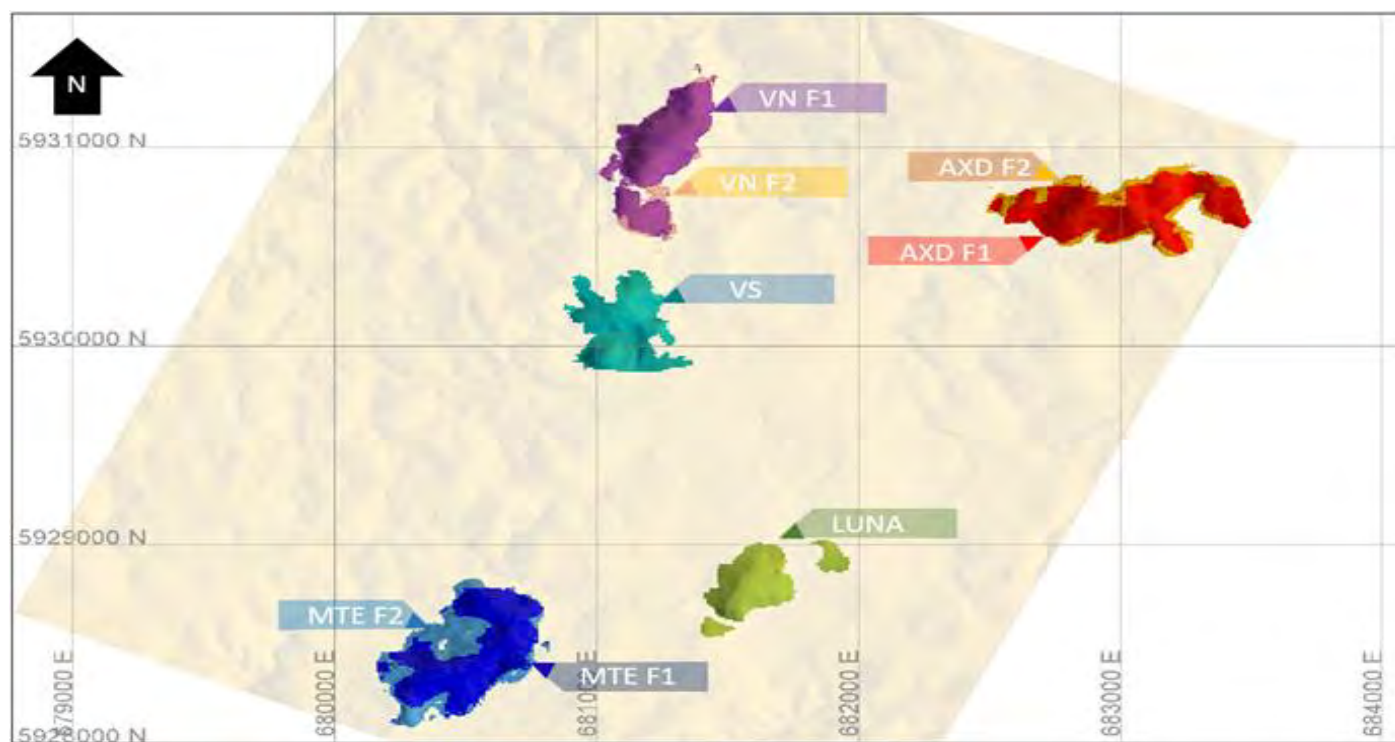 N
VN F1
5931000 N
AXD F2
VN F2
AXD F1
VS
5930000 N
LUNA
5929000 N
MTE F2
MTE F1
5928000 N
679000 E
680000 E
681000 E
682000 E
683000 E
684000 E